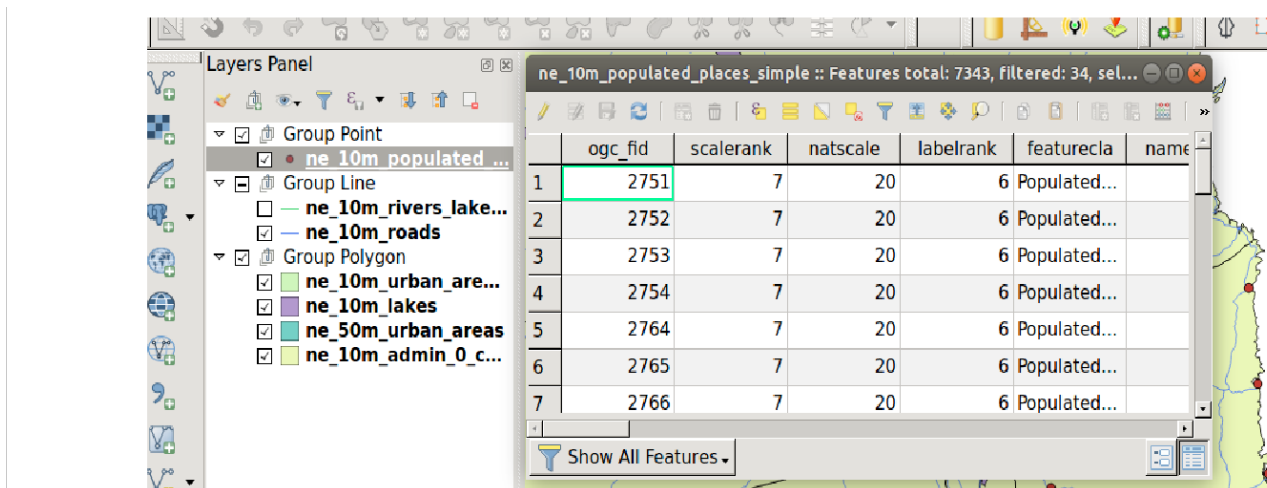 Layers Panel
Group Point
ne_10m_populated_...
Group Line
ne_10m_rivers_lake...
ne_10m_roads
Group Polygon
ne_10m_urban_are...
ne_10m_lakes
ne_50m_urban_areas
ne_10m_admin_0_c...
ne_10m_populated_places_simple :: Features total: 7343, filtered: 34, sel...
ogc_fid scalerank natscale labelrank featurecla name
1 2751 7 20 6 Populated...
2 2752 7 20 6 Populated...
3 2753 7 20 6 Populated...
4 2754 7 20 6 Populated...
5 2764 7 20 6 Populated...
6 2765 7 20 6 Populated...
7 2766 7 20 6 Populated...
Show All Features